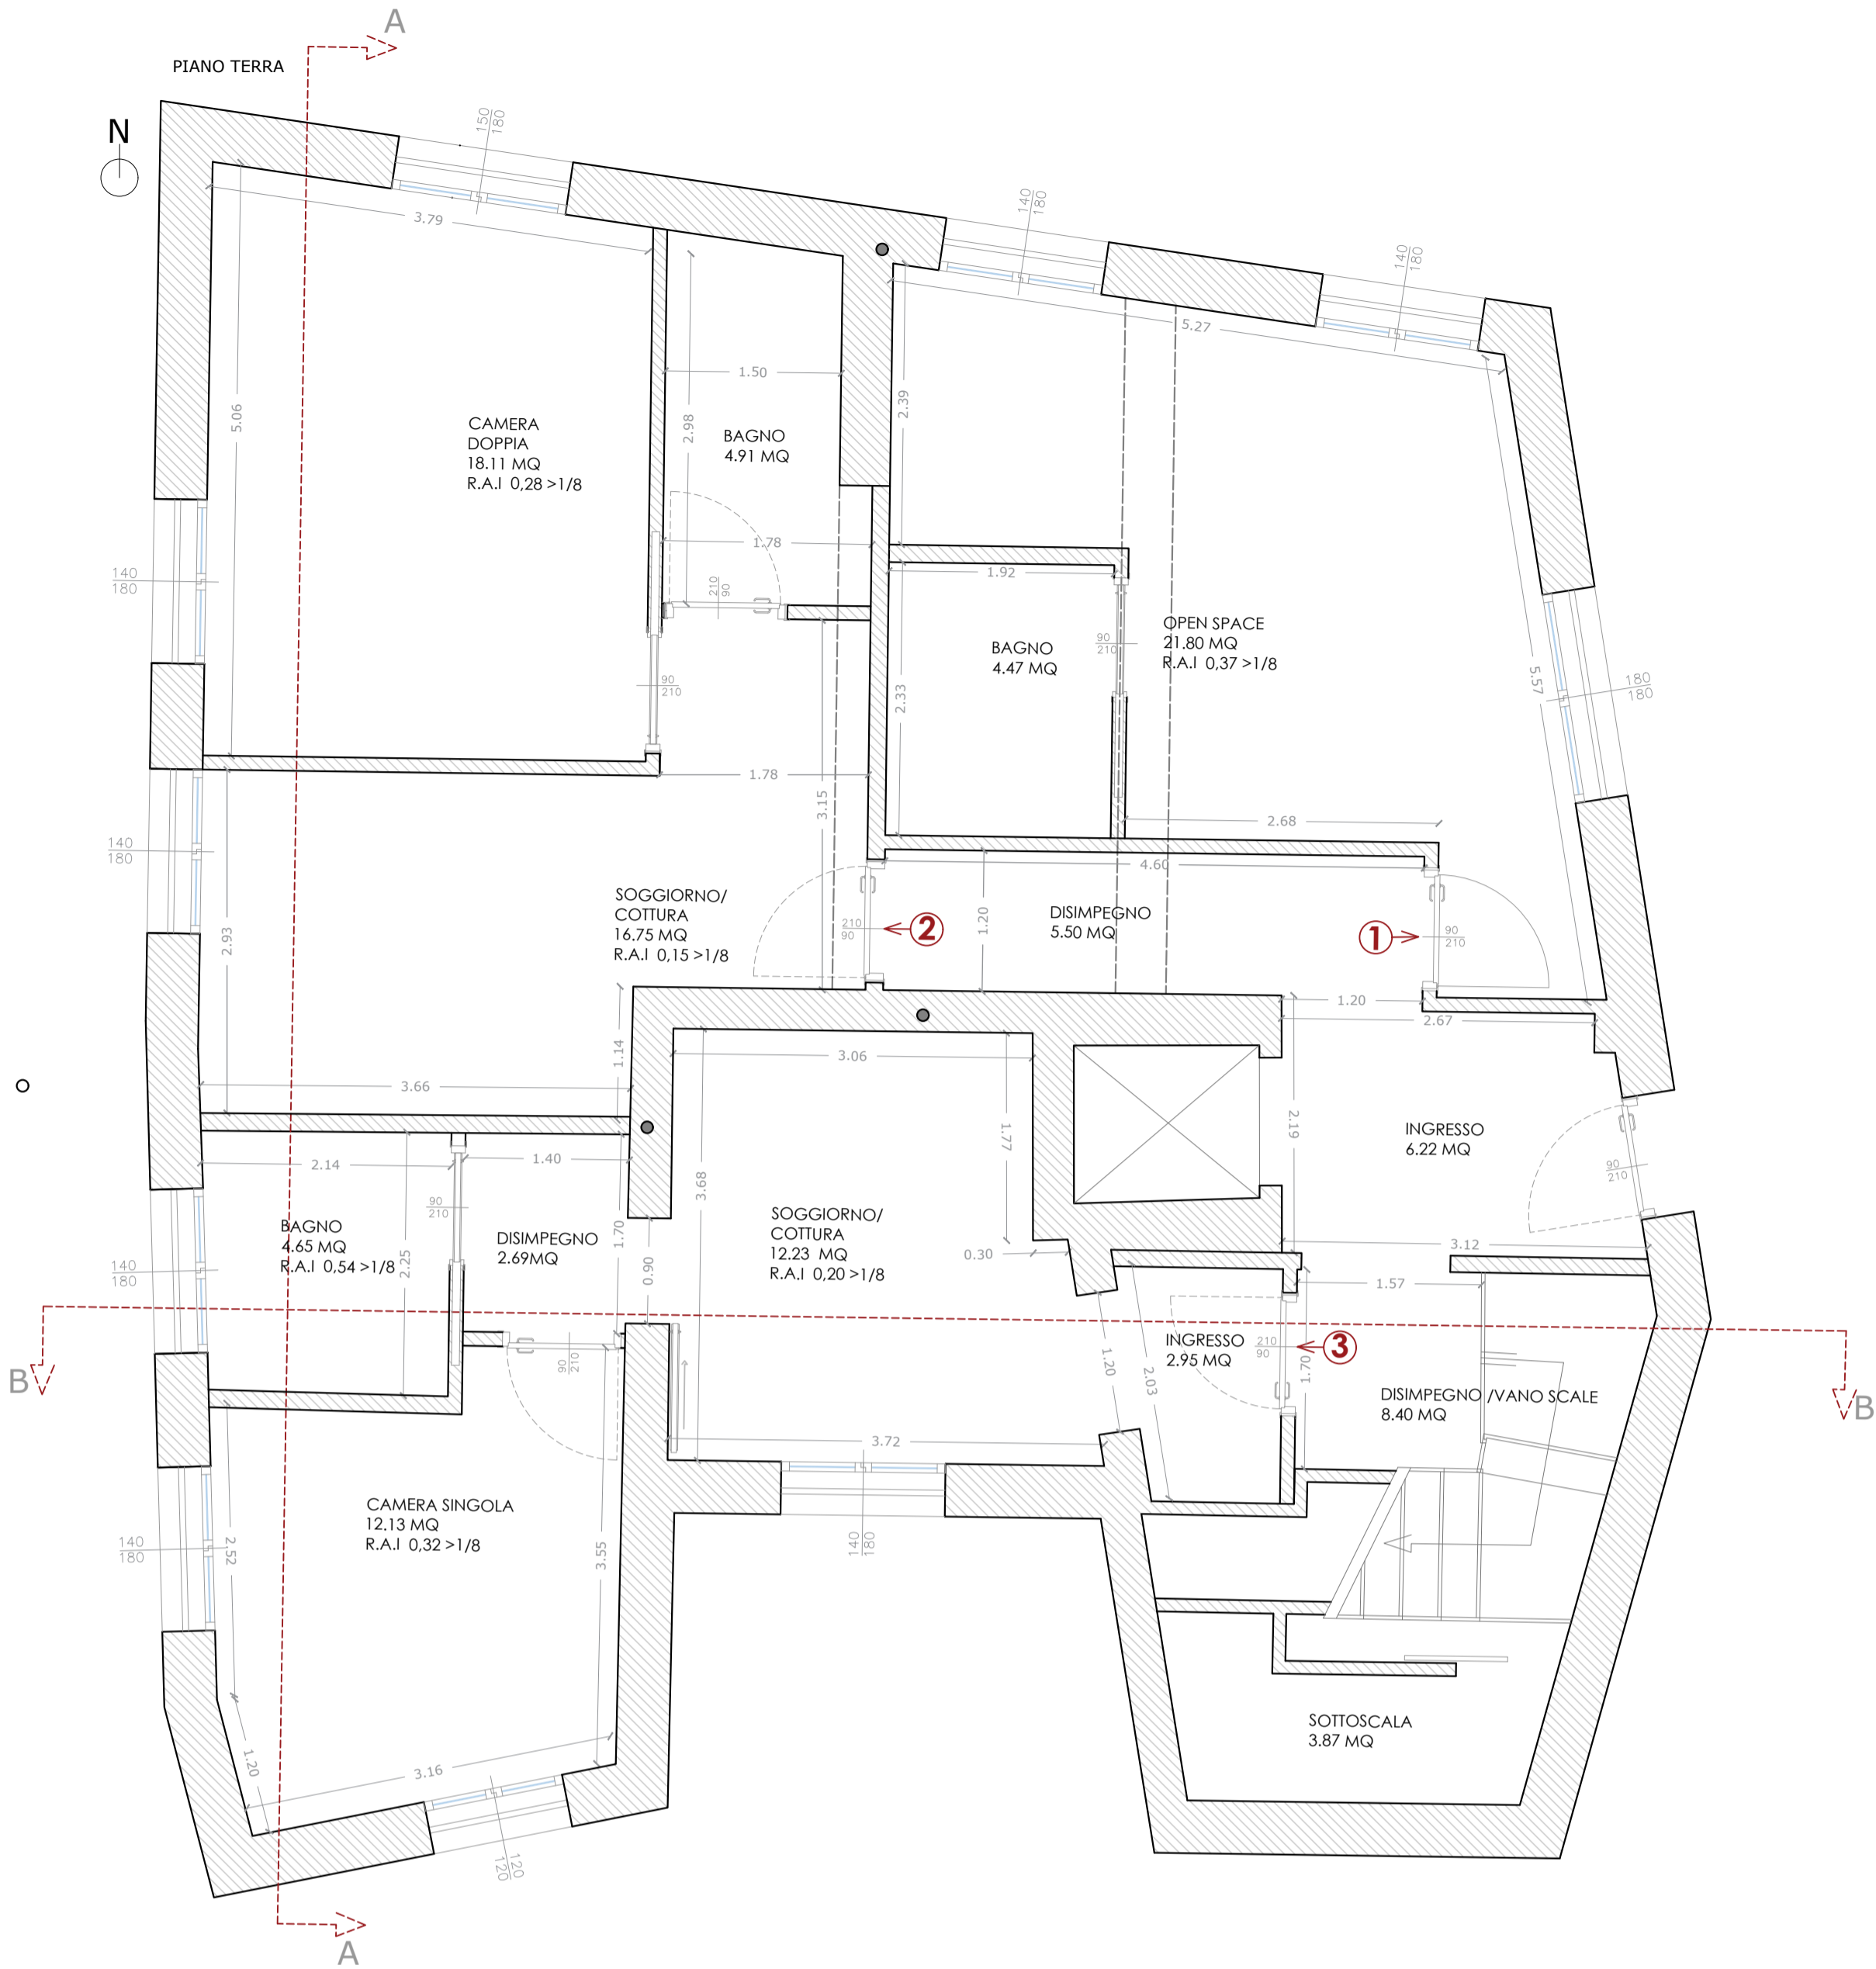 A
PIANO TERRA
N
150
180
140
180
140
180
3.79
5.27
5.06
1.50
2.98
2.39
CAMERA
DOPPIA
18.11 MQ
R.A.I 0,28 >1/8
BAGNO
4.91 MQ
1.78
210
90
140
180
1.92
BAGNO
4.47 MQ
90
210
OPEN SPACE
21.80 MQ
R.A.I 0,37 >1/8
5.57
180
180
90
210
2.33
1.78
3.15
2.68
140
180
4.60
2.93
SOGGIORNO/
COTTURA
16.75 MQ
R.A.I 0,15 >1/8
210
90
2
1.20
DISIMPEGNO
5.50 MQ
1
90
210
1.20
2.67
1.14
3.66
3.06
1.77
2.19
INGRESSO
6.22 MQ
90
210
2.14
1.40
3.68
90
210
BAGNO
4.65 MQ
R.A.I 0,54 >1/8
2.25
DISIMPEGNO
2.69MQ
1.70
0.90
SOGGIORNO/
COTTURA
12.23 MQ
R.A.I 0,20 >1/8
0.30
3.12
1.57
140
180
INGRESSO
2.95 MQ
210
90
3
1.70
1.20
2.03
90
210
B
DISIMPEGNO /VANO SCALE
8.40 MQ
B
3.72
CAMERA SINGOLA
12.13 MQ
R.A.I 0,32 >1/8
140
180
2.52
3.55
140
180
SOTTOSCALA
3.87 MQ
1.20
3.16
120
120
A